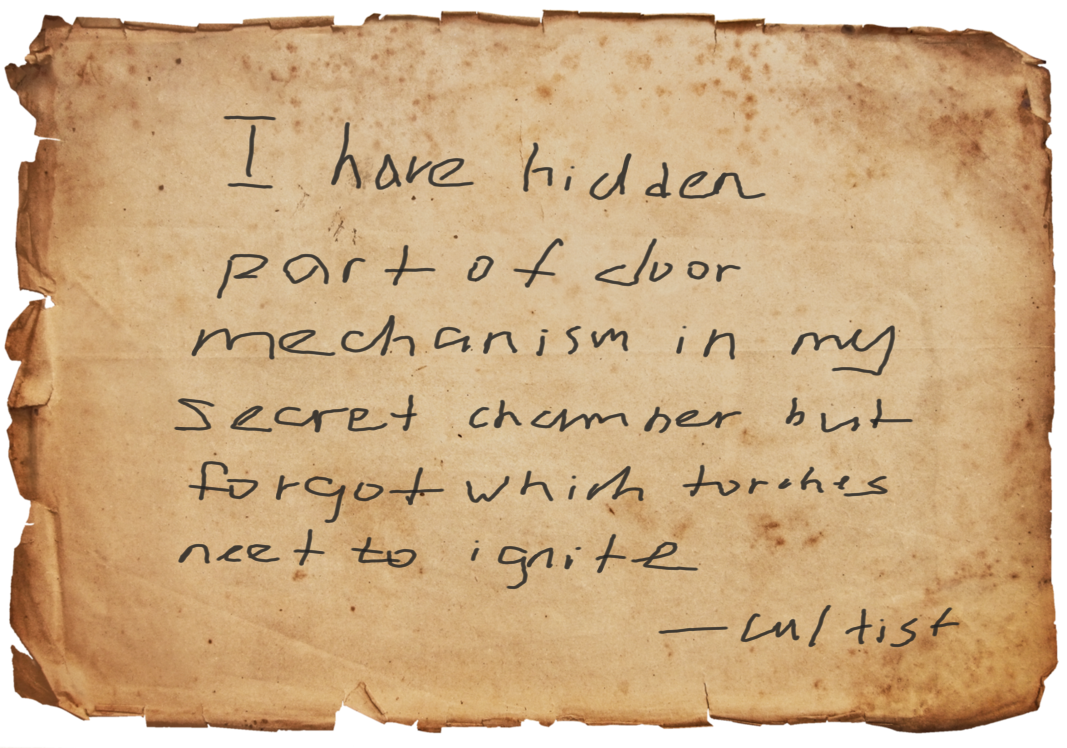 I have hidden
part of door
mechanism in my
secret chamber but
forgot which torches
neet to ignite
— cultist